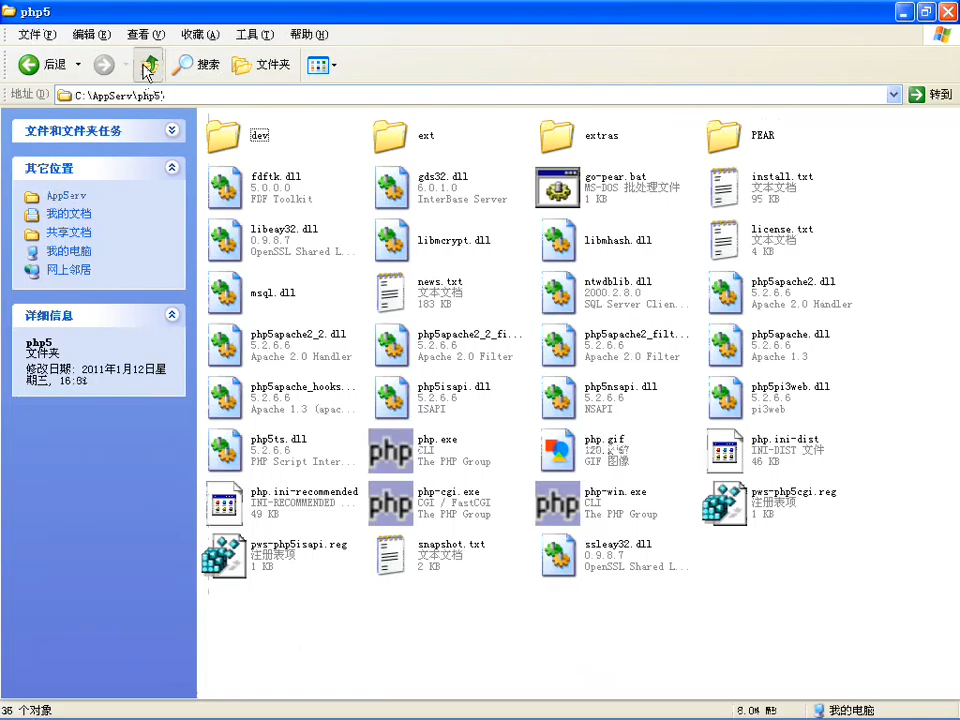 php5
文件(F) 编辑(E) 查看(V) 收藏(A) 工具(T) 帮助(H)
后退 搜索 文件夹
地址(D) C:\AppServ\php5\ 转到
文件和文件夹任务
其它位置
AppServ
我的文档
共享文档
我的电脑
网上邻居
详细信息
php5
文件夹
修改日期: 2011年1月12日星
期三,
dev
ext
extras
PEAR
fdftk.dll
5.0.0.0
FDF Toolkit
gds32.dll
6.0.1.0
InterBase Server
go-pear.bat
MS-DOS 批处理文件
1 KB
install.txt
文本文档
95 KB
libeay32.dll
0.9.8.7
OpenSSL Shared L...
libmcrypt.dll
libmhash.dll
license.txt
文本文档
4 KB
msql.dll
news.txt
文本文档
183 KB
ntwdblib.dll
2000.2.8.0
SQL Server Clien...
php5apache2.dll
5.2.6.6
Apache 2.0 Handler
php5apache2_2.dll
5.2.6.6
Apache 2.0 Handler
php5apache2_2_fi...
5.2.6.6
Apache 2.0 Filter
php5apache2_filt...
5.2.6.6
Apache 2.0 Filter
php5apache.dll
5.2.6.6
Apache 1.3
php5apache_hooks...
5.2.6.6
Apache 1.3 (apac...
php5isapi.dll
5.2.6.6
ISAPI
php5nsapi.dll
5.2.6.6
NSAPI
php5pi3web.dll
5.2.6.6
pi3web
php5ts.dll
5.2.6.6
PHP Script Inter...
php
php.exe
CLI
The PHP Group
php.gif
GIF 图像
php.ini-dist
INI-DIST 文件
46 KB
php.ini-recommended
INI-RECOMMENDED ...
49 KB
php
php-cgi.exe
CGI / FastCGI
The PHP Group
php
php-win.exe
CLI
The PHP Group
pws-php5cgi.reg
注册表项
1 KB
pws-php5isapi.reg
注册表项
1 KB
snapshot.txt
文本文档
2 KB
ssleay32.dll
0.9.8.7
OpenSSL Shared L...
35 个对象 8.04 MB 我的电脑